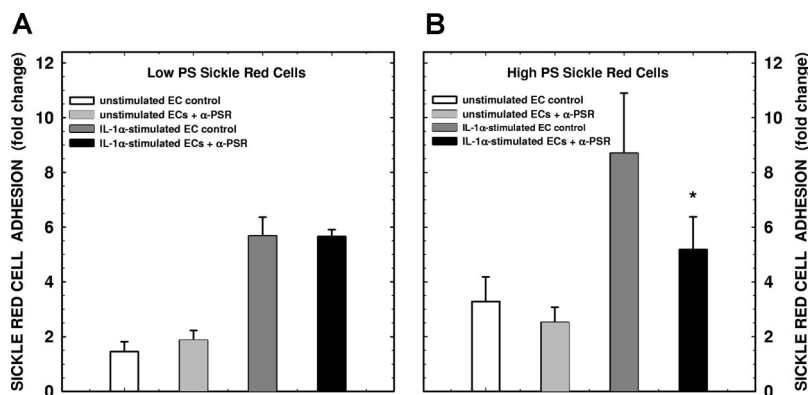 A
B
SICKLE RED CELL ADHESION (fold change)
12
10
8
6
4
2
0
Low PS Sickle Red Cells
unstimulated EC control
unstimulated ECs + α-PSR
IL-1α-stimulated EC control
IL-1α-stimulated ECs + α-PSR
High PS Sickle Red Cells
unstimulated EC control
unstimulated ECs + α-PSR
IL-1α-stimulated EC control
IL-1α-stimulated ECs + α-PSR
*
12
10
8
6
4
2
0
SICKLE RED CELL ADHESION (fold change)